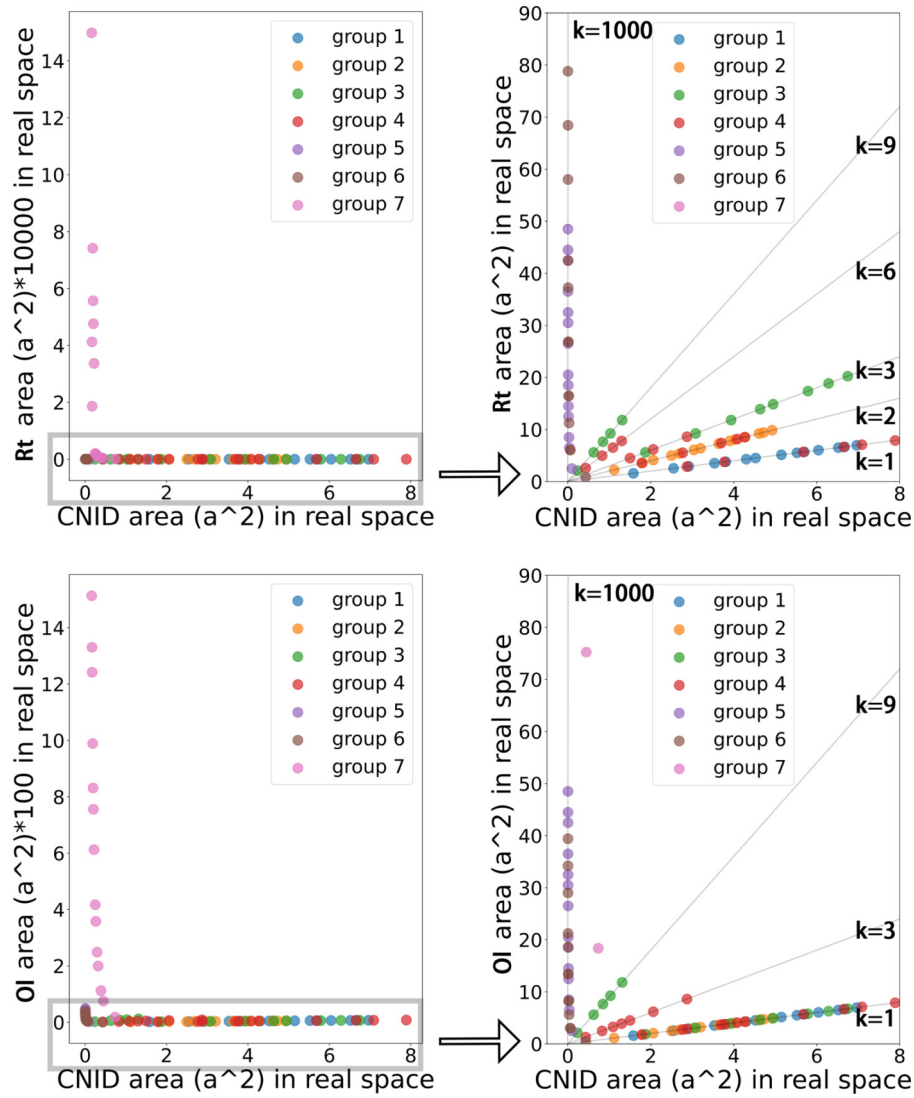 Rt area (a^2)*10000 in real space
14
12
10
8
6
4
2
0
0
2
4
6
8
CNID area (a^2) in real space
group 1
group 2
group 3
group 4
group 5
group 6
group 7
Rt area (a^2) in real space
90
80
70
60
50
40
30
20
10
0
0
2
4
6
8
CNID area (a^2) in real space
k=1000
group 1
group 2
group 3
group 4
group 5
group 6
group 7
k=9
k=6
k=3
k=2
k=1
OI area (a^2)*100 in real space
14
12
10
8
6
4
2
0
0
2
4
6
8
CNID area (a^2) in real space
group 1
group 2
group 3
group 4
group 5
group 6
group 7
OI area (a^2) in real space
90
80
70
60
50
40
30
20
10
0
0
2
4
6
8
CNID area (a^2) in real space
k=1000
group 1
group 2
group 3
group 4
group 5
group 6
group 7
k=9
k=3
k=1